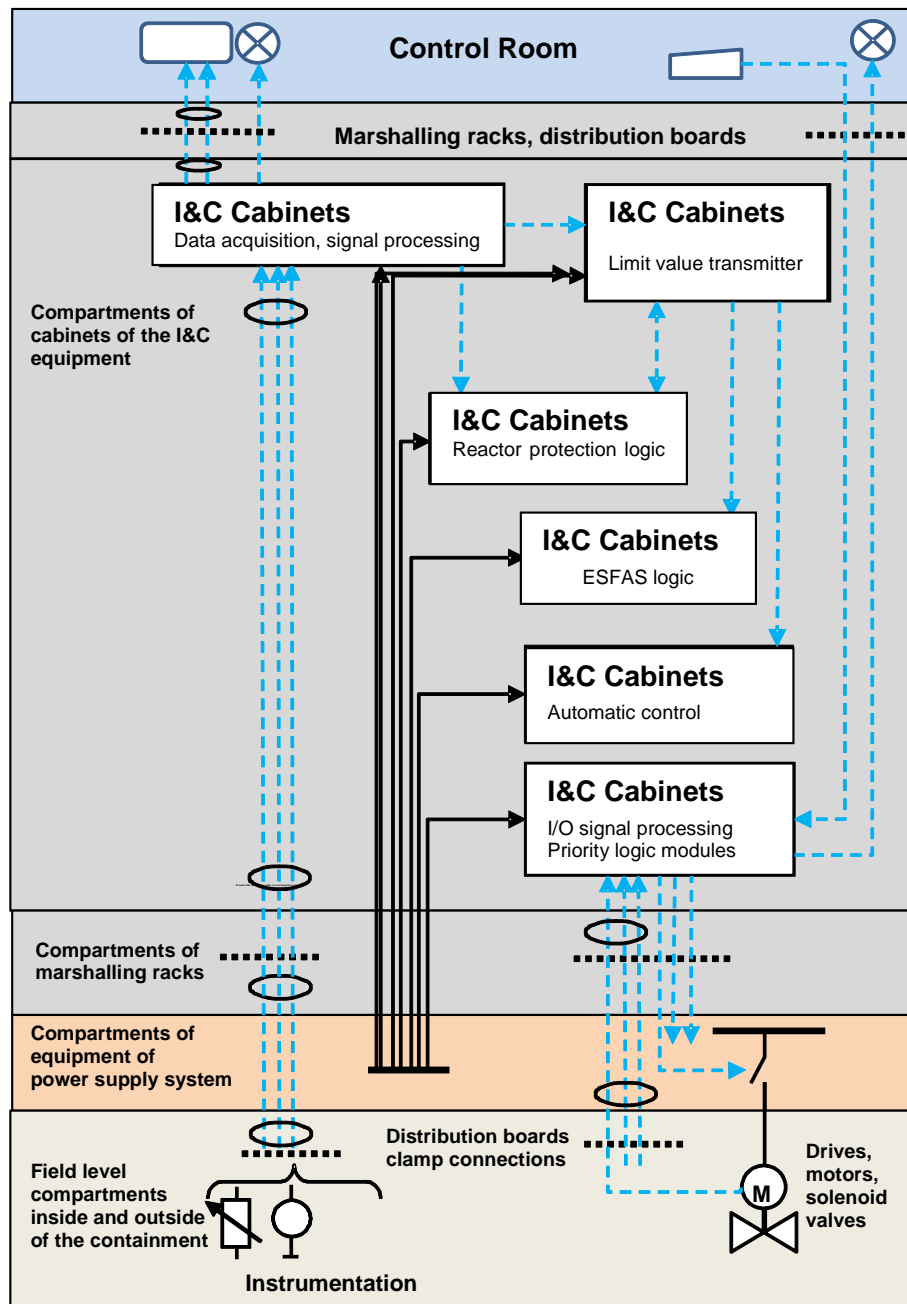 Control Room
Marshalling racks, distribution boards
I&C Cabinets
Data acquisition, signal processing
I&C Cabinets
Limit value transmitter
Compartments of
cabinets of the I&C
equipment
I&C Cabinets
Reactor protection logic
I&C Cabinets
ESFAS logic
I&C Cabinets
Automatic control
I&C Cabinets
I/O signal processing
Priority logic modules
Compartments of
marshalling racks
Compartments of
equipment of
power supply system
Distribution boards
clamp connections
Field level
compartments
inside and outside
of the containment
Drives,
motors,
solenoid
valves
M
Instrumentation